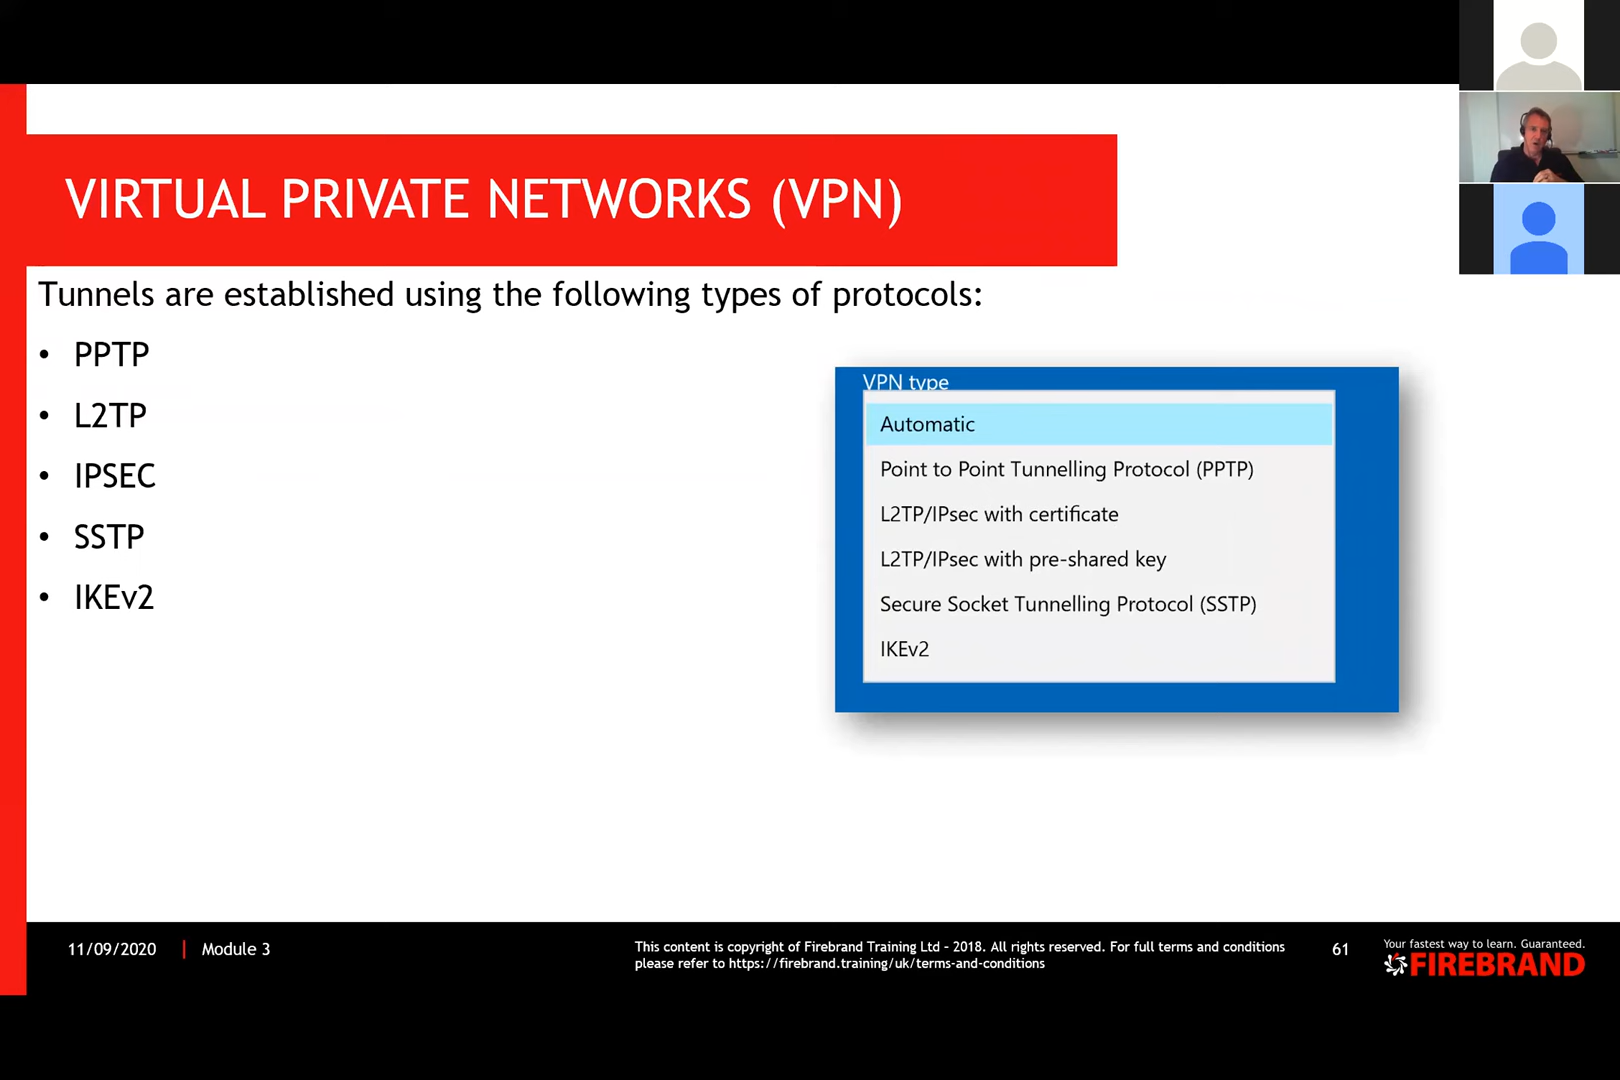 VIRTUAL PRIVATE NETWORKS (VPN)
Tunnels are established using the following types of protocols:
• PPTP
• L2TP
• IPSEC
• SSTP
• IKEv2
VPN type
Automatic
Point to Point Tunnelling Protocol (PPTP)
L2TP/IPsec with certificate
L2TP/IPsec with pre-shared key
Secure Socket Tunnelling Protocol (SSTP)
IKEv2
11/09/2020 | Module 3
This content is copyright of Firebrand Training Ltd – 2018. All rights reserved. For full terms and conditions
please refer to https://firebrand.training/uk/terms-and-conditions
61
Your fastest way to learn. Guaranteed.
FIREBRAND